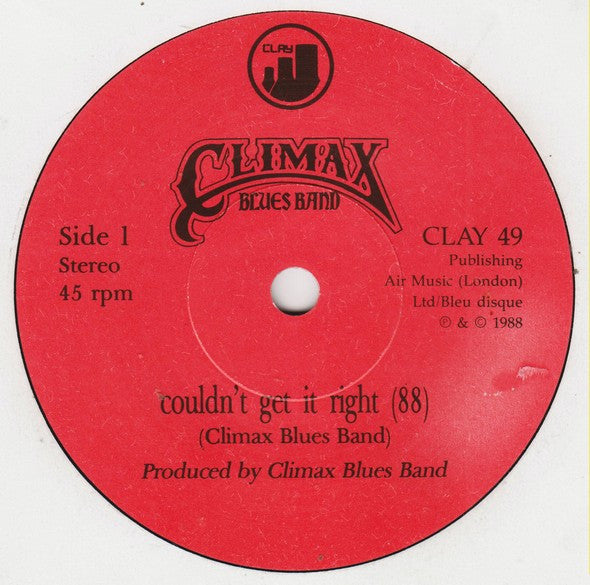 CLAY
CLIMAX
BLUES BAND
Side 1
Stereo
45 rpm
CLAY 49
Publishing
Air Music (London)
Ltd/Bleu disque
℗ & © 1988
couldn't get it right (88)
(Climax Blues Band)
Produced by Climax Blues Band